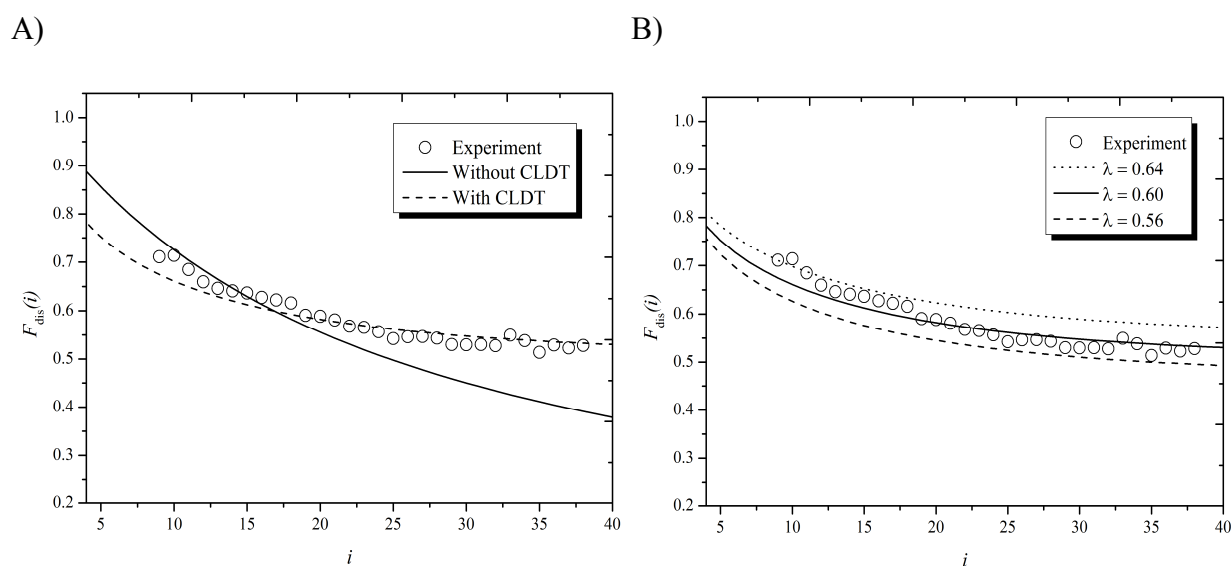 A)
1.0
0.9
0.8
0.7
0.6
0.5
0.4
0.3
0.2
F_dis(i)
5 10 15 20 25 30 35 40
i
Experiment
Without CLDT
With CLDT
B)
1.0
0.9
0.8
0.7
0.6
0.5
0.4
0.3
0.2
F_dis(i)
5 10 15 20 25 30 35 40
i
Experiment
λ = 0.64
λ = 0.60
λ = 0.56